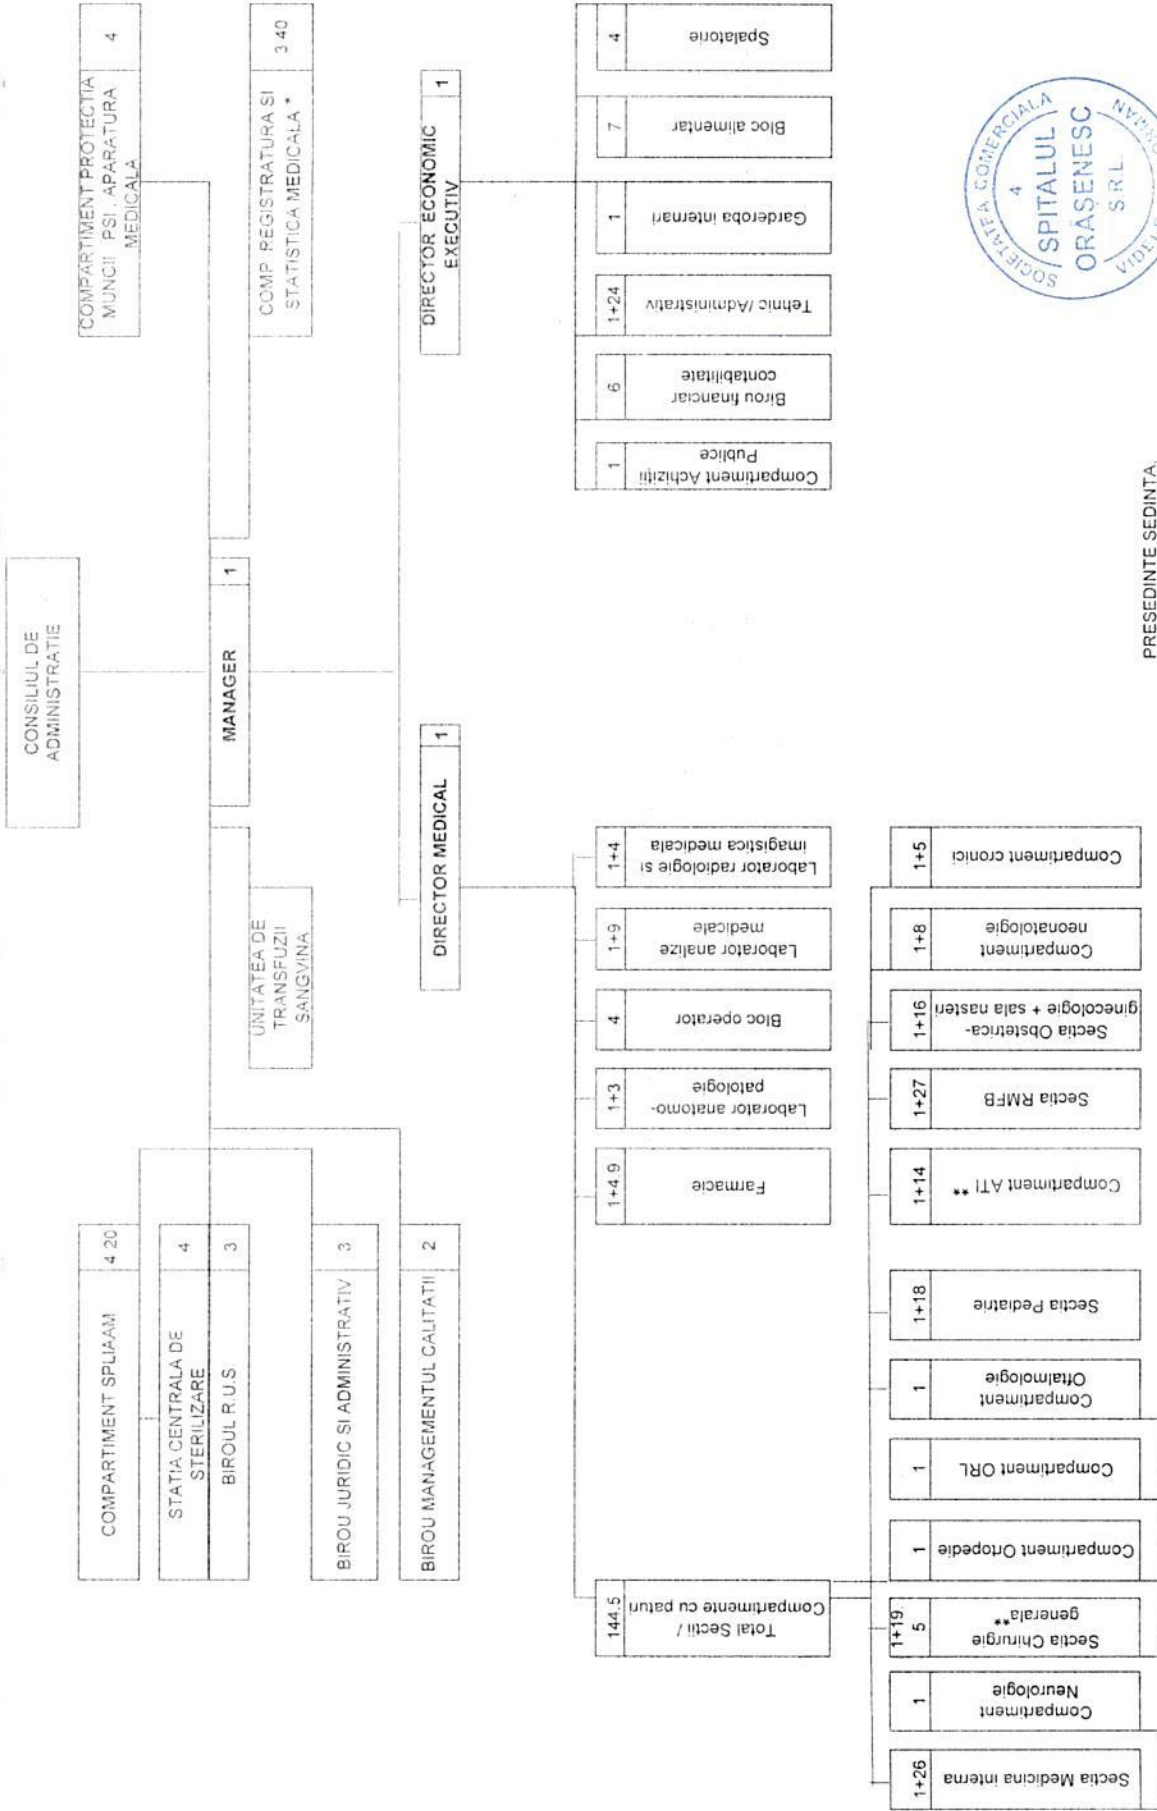 CONSILIUL DE
ADMINISTRATIE
COMPARTIMENT PROTECTIA
MUNCII PSI, APARATURA
MEDICALA
4
COMPARTIMENT SPLIAAM
4.20
STATIA CENTRALA DE
STERILIZARE
4
BIROUL R.U.S
3
MANAGER
1
UNITATEA DE
TRANSFUZII
SANGVINA
COMP REGISTRATURA SI
STATISTICA MEDICALA *
3.40
BIROU JURIDIC SI ADMINISTRATIV
3
BIROU MANAGEMENTUL CALITATII
2
DIRECTOR MEDICAL
1
DIRECTOR ECONOMIC
EXECUTIV
1
144.5
Total Sectii /
Compartimente cu paturi
1+4.9
Farmacie
1+3
Laborator anatomo-
patologie
4
Bloc operator
1+9
Laborator analize
medicale
1+4
Laborator radiologie si
imagistica medicala
1
Compartiment Achiziții
Publice
6
Birou financiar
contabilitate
1+24
Tehnic /Administrativ
1
Garderoba internari
7
Bloc alimentar
4
Spalatorie
1+26
Sectia Medicina interna
1
Compartiment
Neurologie
1+19.
5
Sectia Chirurgie
generala**
1
Compartiment Ortopedie
1
Compartiment ORL
1
Compartiment
Oftalmologie
1+18
Sectia Pediatrie
1+14
Compartiment ATI **
1+27
Sectia RMFB
1+16
Sectia Obstetrica-
ginecologie + sala nasteri
1+8
Compartiment
neonatologie
1+5
Compartiment cronici
SOCIETATEA COMERCIALA
4
SPITALUL
ORĂȘENESC
S.R.L.
PRESEDINTE SEDINTA,